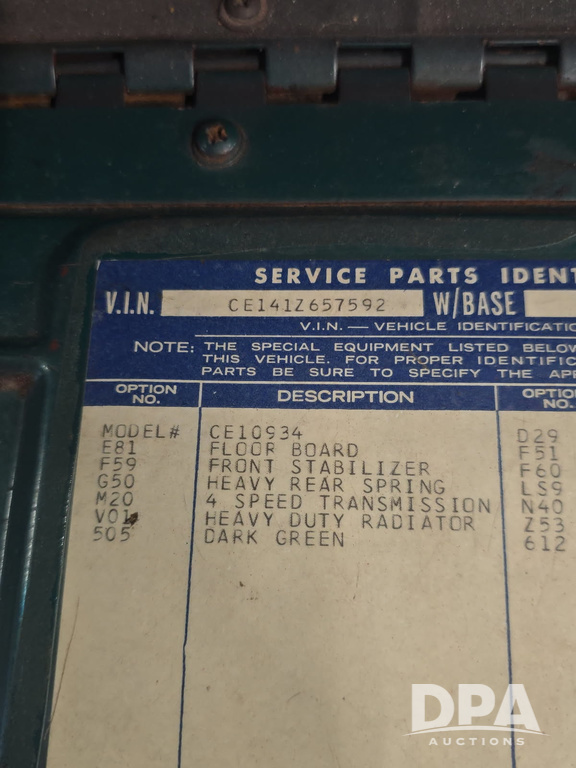 SERVICE PARTS IDENT
V.I.N. CE141Z657592 W/BASE
V.I.N. — VEHICLE IDENTIFICATIO
NOTE: THE SPECIAL EQUIPMENT LISTED BELOW
THIS VEHICLE. FOR PROPER IDENTIFIC
PARTS BE SURE TO SPECIFY THE APP
OPTION NO. DESCRIPTION OPTIO NO.
MODEL# CE10934 D29
E81 FLOOR BOARD F51
F59 FRONT STABILIZER F60
G50 HEAVY REAR SPRING LS9
M20 4 SPEED TRANSMISSION N40
V01 HEAVY DUTY RADIATOR Z53
505 DARK GREEN 612
DPA
AUCTIONS